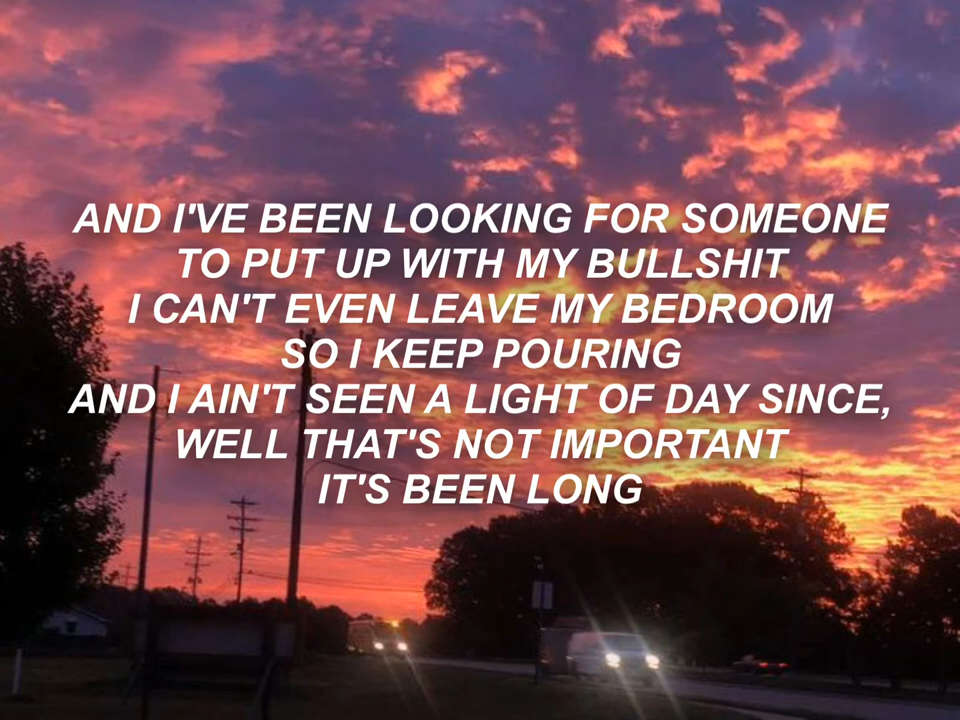 AND I'VE BEEN LOOKING FOR SOMEONE
TO PUT UP WITH MY BULLSHIT
I CAN'T EVEN LEAVE MY BEDROOM
SO I KEEP POURING
AND I AIN'T SEEN A LIGHT OF DAY SINCE,
WELL THAT'S NOT IMPORTANT
IT'S BEEN LONG